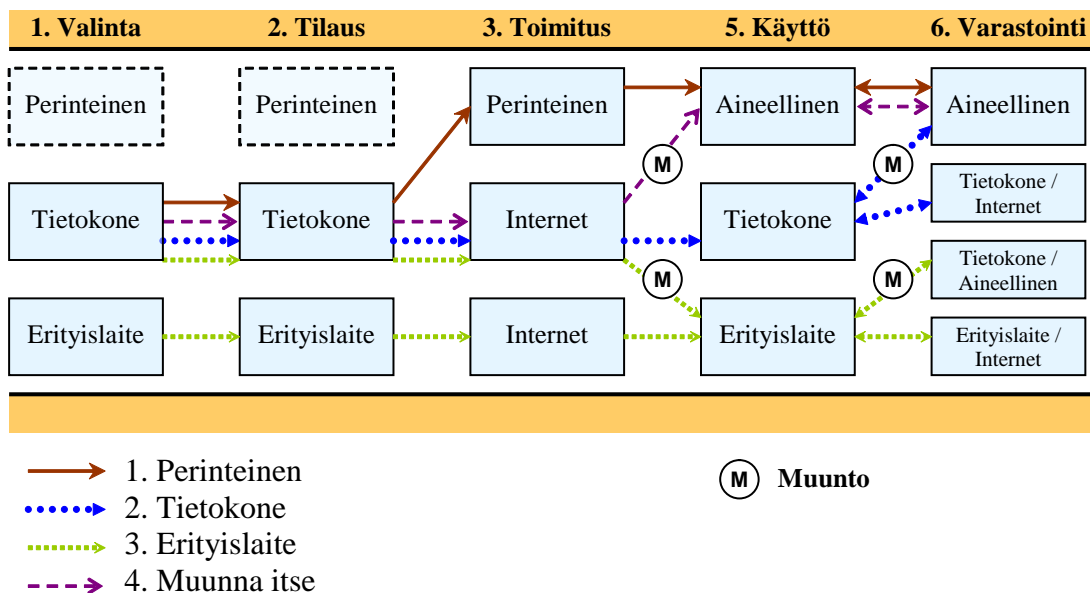 1. Valinta
2. Tilaus
3. Toimitus
5. Käyttö
6. Varastointi
Perinteinen
Perinteinen
Perinteinen
Aineellinen
Aineellinen
M
M
Tietokone
Tietokone
Internet
Tietokone
Tietokone /
Internet
M
M
Tietokone /
Aineellinen
Erityislaite
Erityislaite
Internet
Erityislaite
Erityislaite /
Internet
1. Perinteinen
2. Tietokone
3. Erityislaite
4. Muunna itse
M Muunto